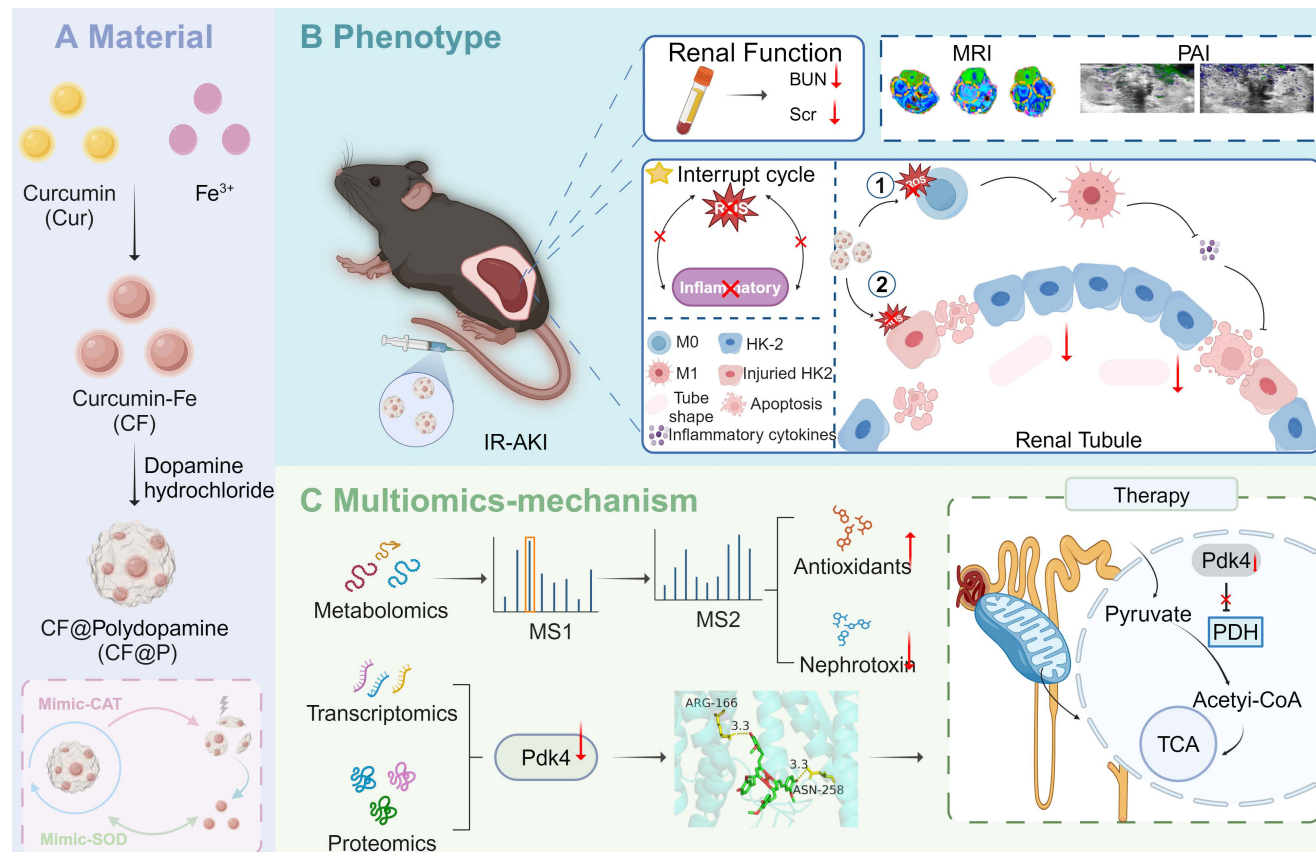 A Material
Curcumin
(Cur)
Fe3+
Curcumin-Fe
(CF)
Dopamine
hydrochloride
CF@Polydopamine
(CF@P)
Mimic-CAT
Mimic-SOD
B Phenotype
IR-AKI
Renal Function
BUN
Scr
MRI
PAI
Interrupt cycle
ROS
Inflammatory
M0
HK-2
M1
Injuried HK2
Tube
shape
Apoptosis
Inflammatory cytokines
1
ROS
2
ROS
Renal Tubule
C Multiomics-mechanism
Metabolomics
MS1
MS2
Antioxidants
Nephrotoxin
Transcriptomics
Proteomics
Pdk4
ARG-166
3.3
3.3
ASN-258
Therapy
Pdk4
Pyruvate
PDH
Acetyi-CoA
TCA